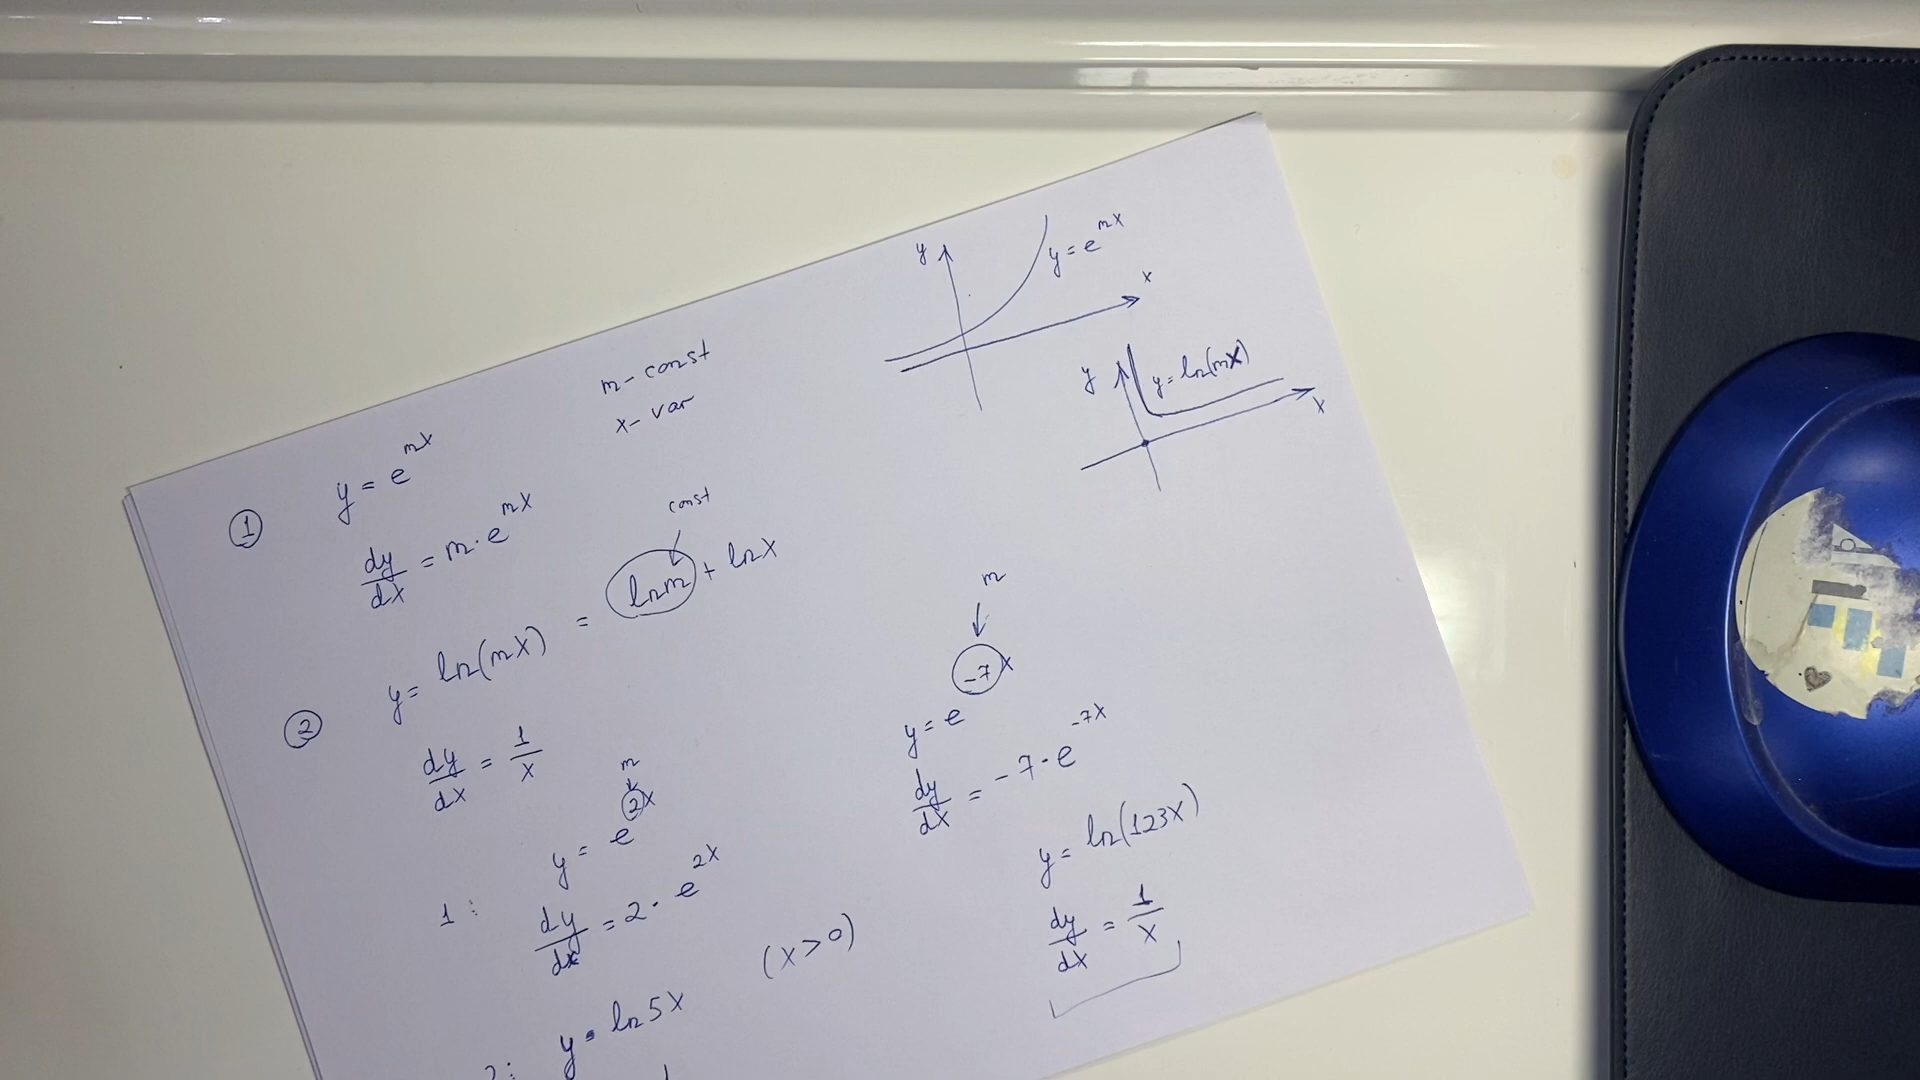 y
y = e^{mx}
x
y
y = ln(mx)
x
m - const
x - var
① y = e^{mx}
dy/dx = m · e^{mx}
const
② y = ln(mx) = ln m + ln x
dy/dx = 1/x
m
1: y = e^{2x}
dy/dx = 2 · e^{2x}
2: y = ln 5x (x > 0)
m
y = e^{-7x}
dy/dx = -7 · e^{-7x}
y = ln(123x)
dy/dx = 1/x